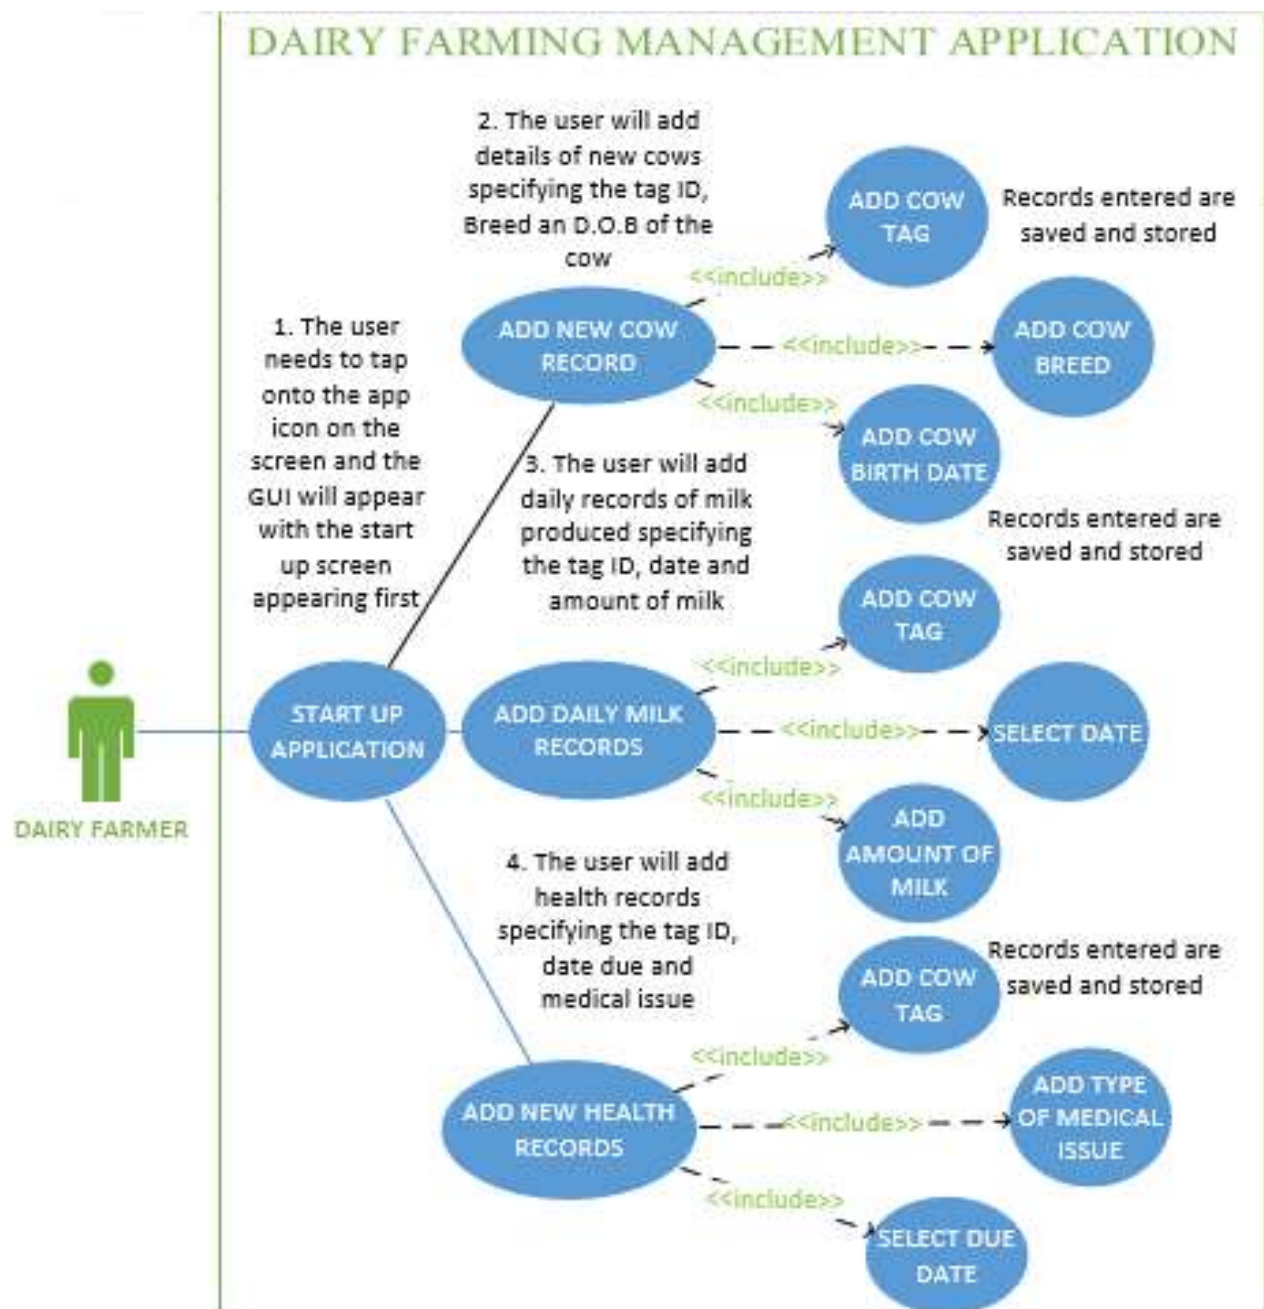 DAIRY FARMING MANAGEMENT APPLICATION
2. The user will add
details of new cows
specifying the tag ID,
Breed an D.O.B of the
cow
ADD COW
TAG
Records entered are
saved and stored
<<include>>
ADD NEW COW
RECORD
<<include>>
ADD COW
BREED
<<include>>
ADD COW
BIRTH DATE
1. The user
needs to tap
onto the app
icon on the
screen and the
GUI will appear
with the start
up screen
appearing first
3. The user will add
daily records of milk
produced specifying
the tag ID, date and
amount of milk
Records entered are
saved and stored
ADD COW
TAG
<<include>>
START UP
APPLICATION
ADD DAILY MILK
RECORDS
<<include>>
SELECT DATE
<<include>>
ADD
AMOUNT OF
MILK
DAIRY FARMER
4. The user will add
health records
specifying the tag ID,
date due and
medical issue
Records entered are
saved and stored
ADD COW
TAG
<<include>>
ADD NEW HEALTH
RECORDS
<<include>>
ADD TYPE
OF MEDICAL
ISSUE
<<include>>
SELECT DUE
DATE